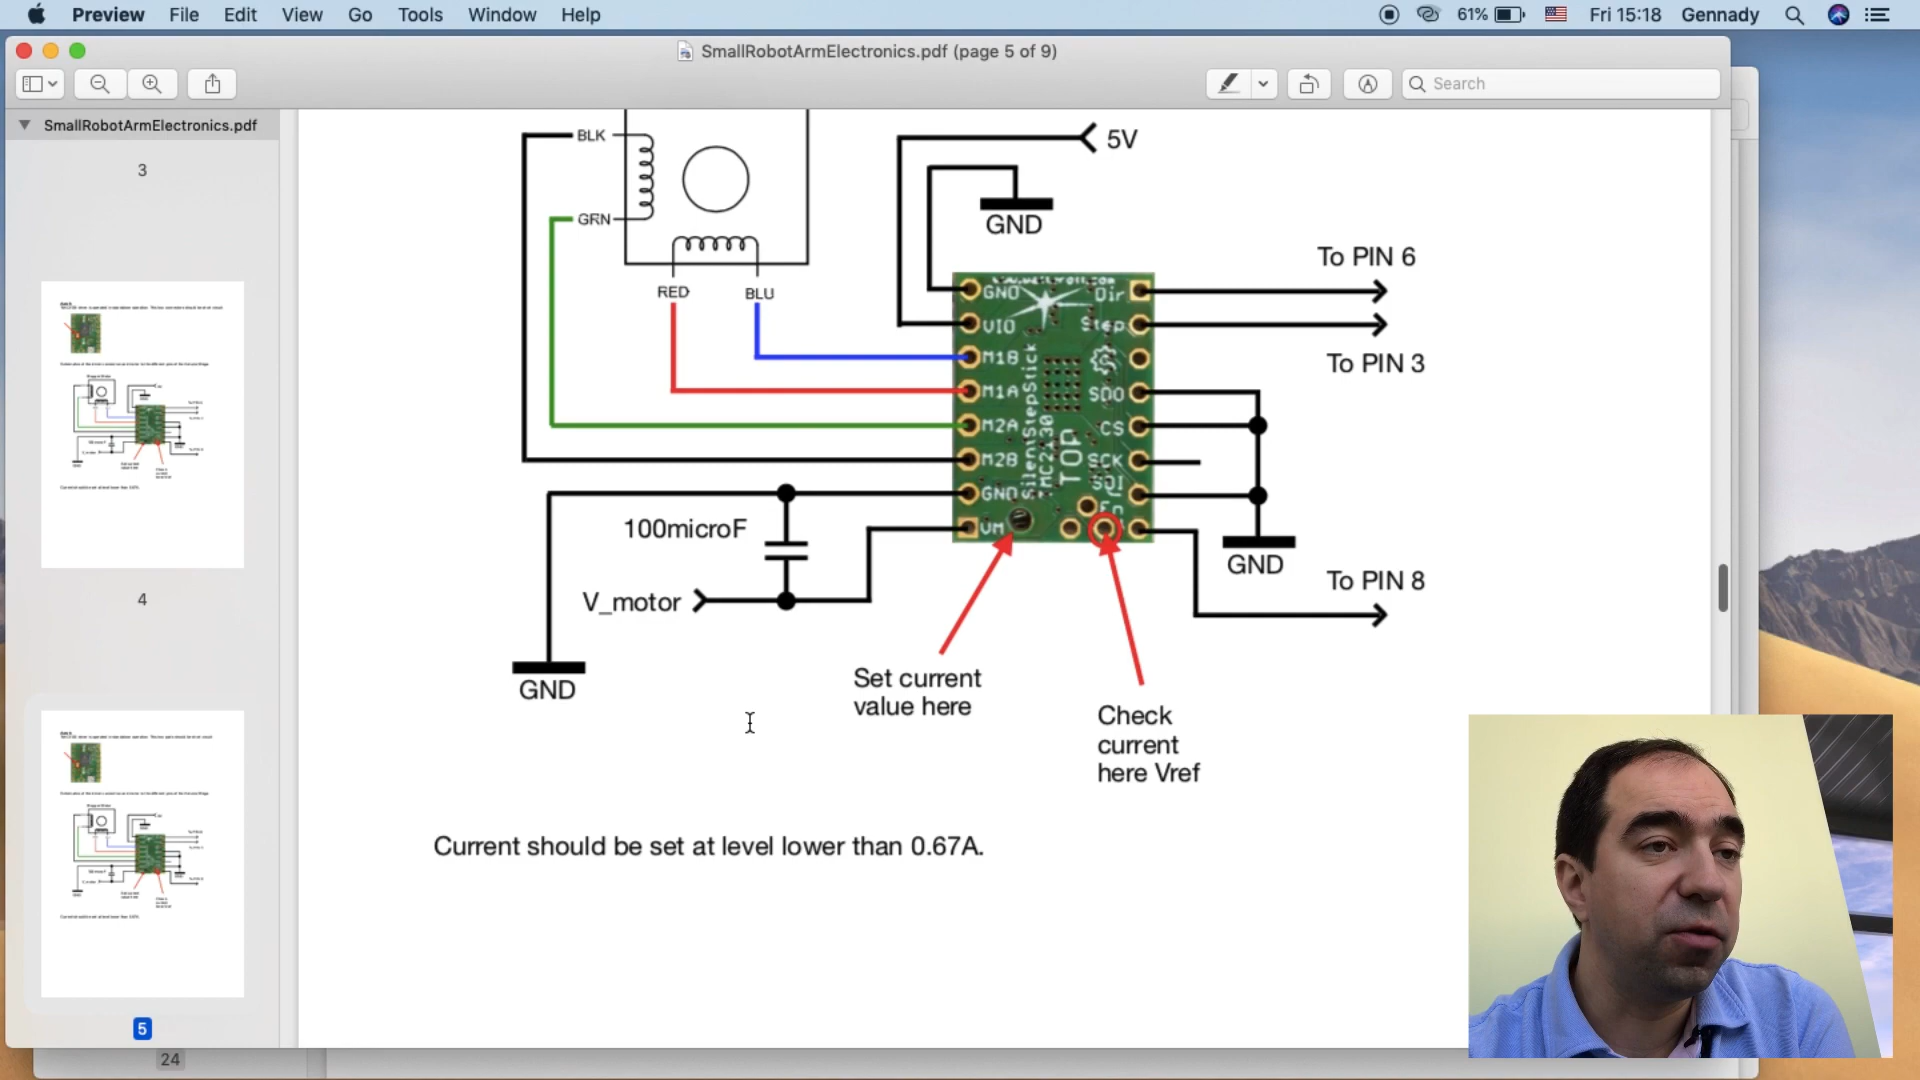 Preview File Edit View Go Tools Window Help
61% Fri 15:18 Gennady
SmallRobotArmElectronics.pdf (page 5 of 9)
Search
SmallRobotArmElectronics.pdf
3
4
5
24
BLK
GRN
RED
BLU
5V
GND
To PIN 6
To PIN 3
GND
VIO
M1B
M1A
M2A
M2B
GND
VM
Dir
Step
SDO
CS
SCK
SDI
SilentStepStick
TOP
100microF
V_motor
GND
GND
To PIN 8
Set current
value here
Check
current
here Vref
Current should be set at level lower than 0.67A.